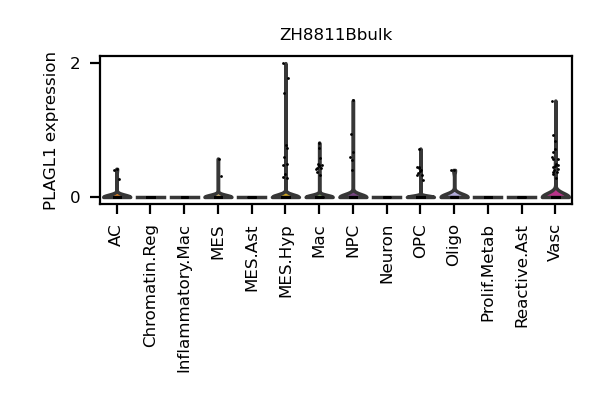 ZH8811Bbulk
PLAGL1 expression
2
0
AC
Chromatin.Reg
Inflammatory.Mac
MES
MES.Ast
MES.Hyp
Mac
NPC
Neuron
OPC
Oligo
Prolif.Metab
Reactive.Ast
Vasc